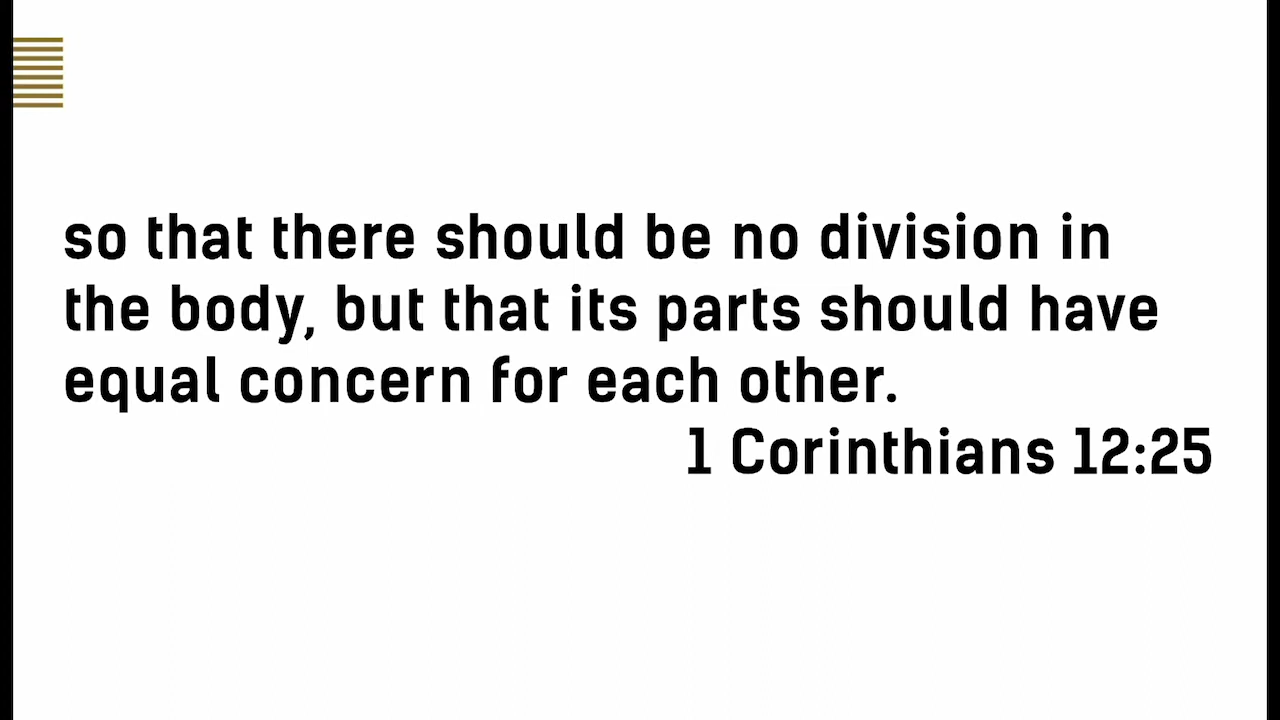 so that there should be no division in
the body, but that its parts should have
equal concern for each other.
1 Corinthians 12:25